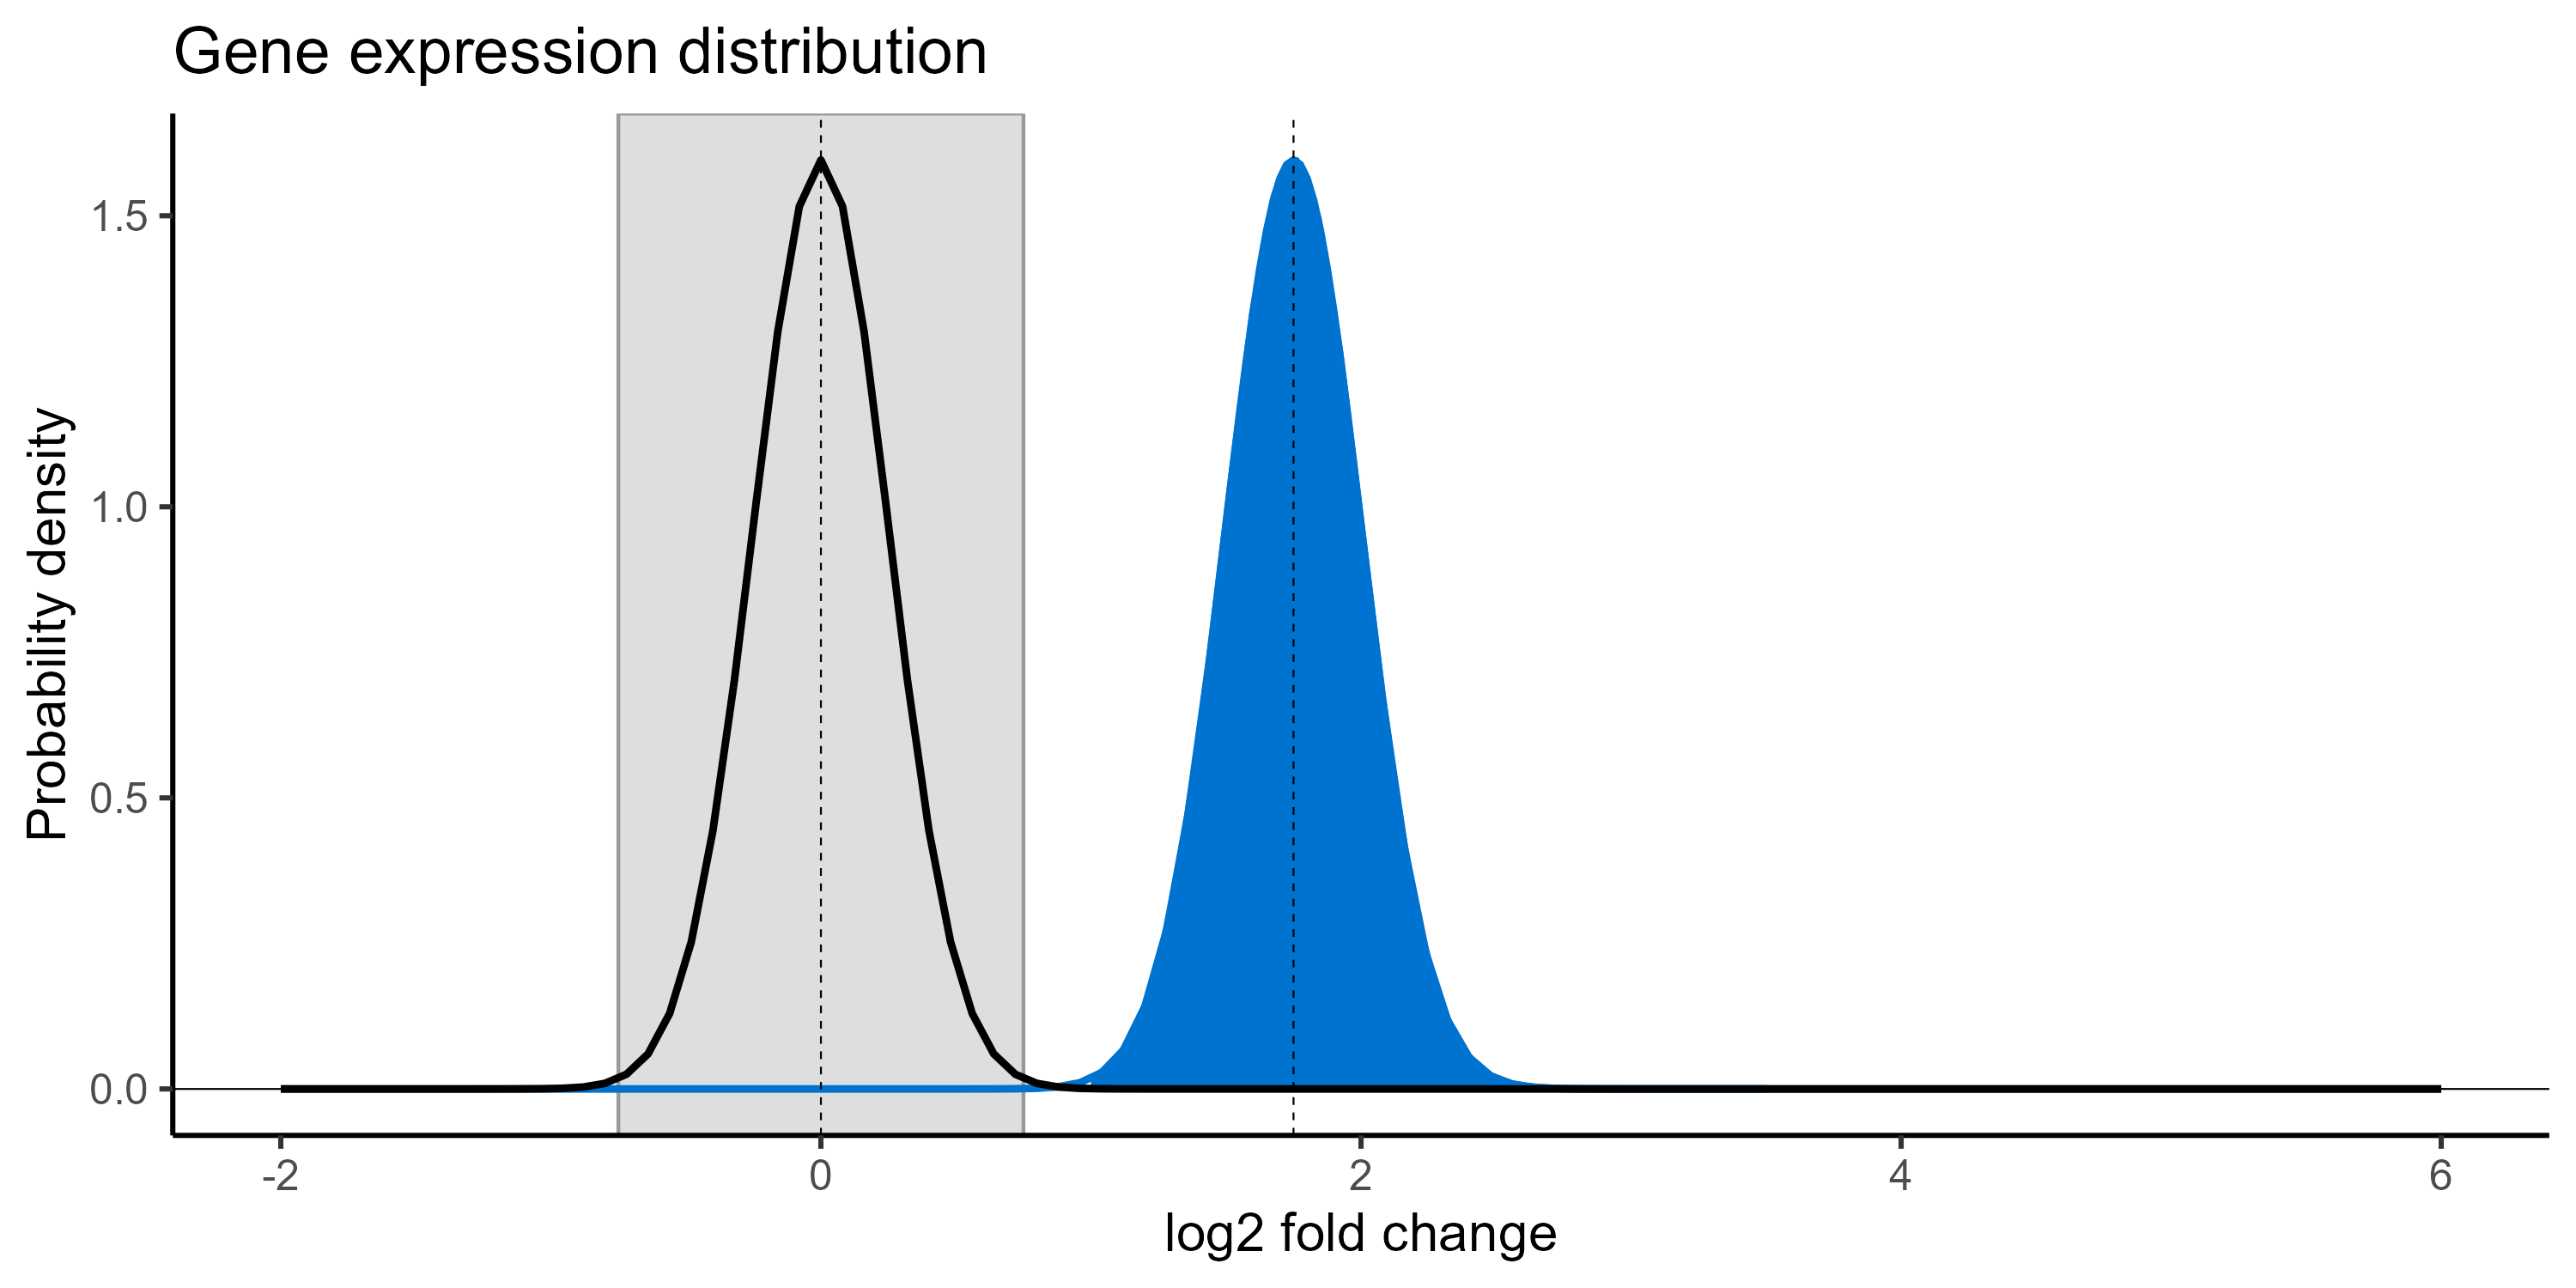 Gene expression distribution
Probability density
1.5
1.0
0.5
0.0
-2 0 2 4 6
log2 fold change